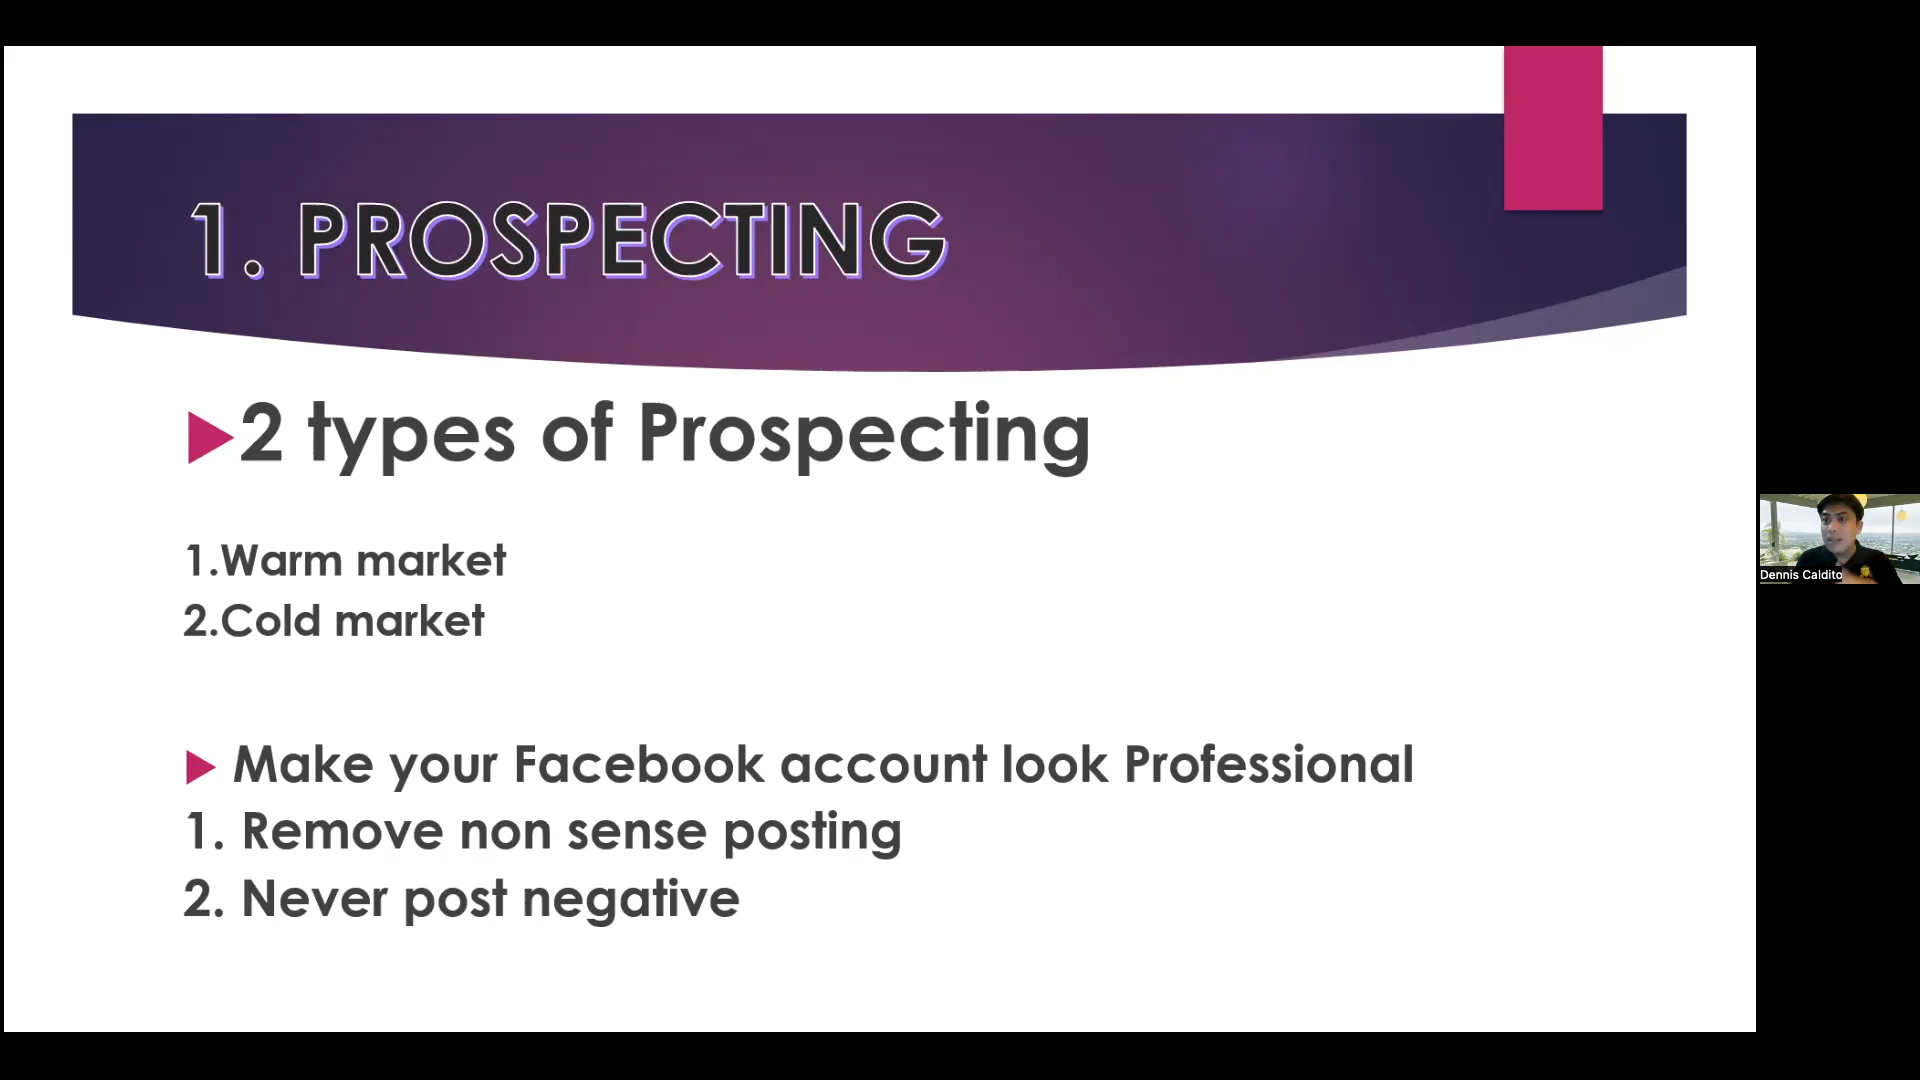 1. PROSPECTING
2 types of Prospecting
1.Warm market
2.Cold market
Make your Facebook account look Professional
1. Remove non sense posting
2. Never post negative
Dennis Caldito